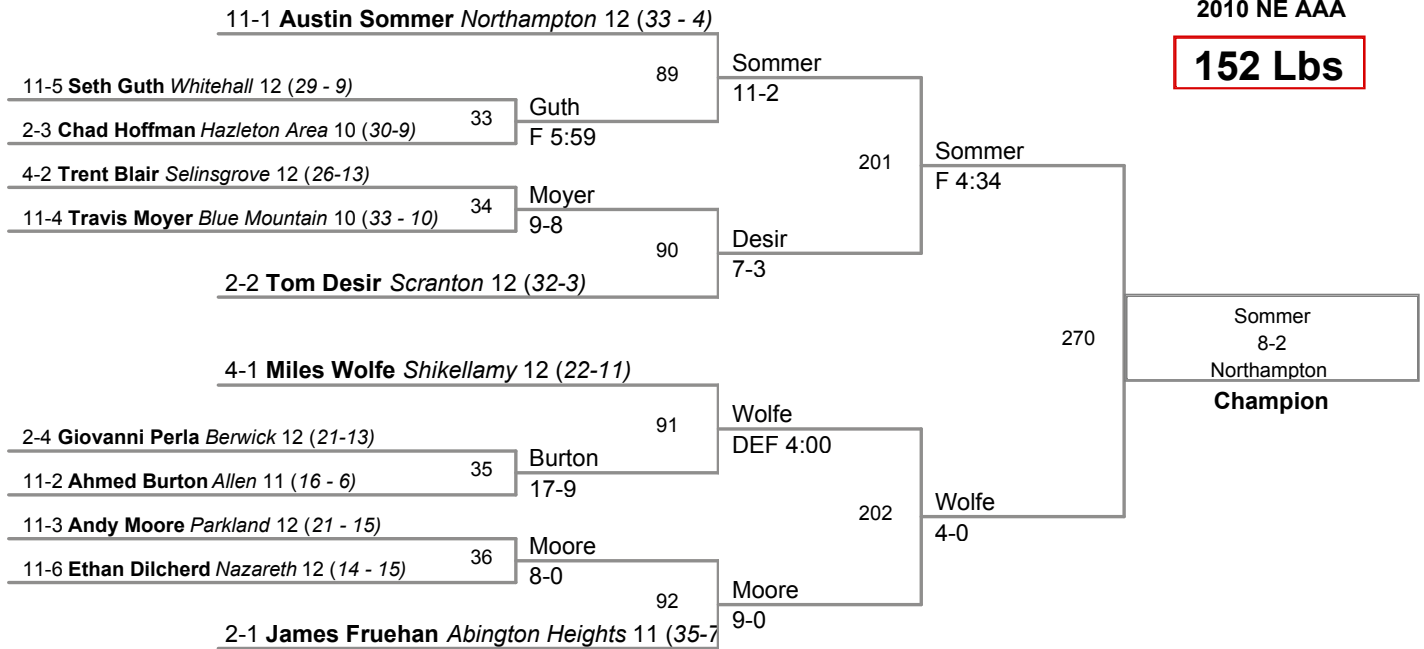 2010 NE AAA
152 Lbs
11-1 Austin Sommer Northampton 12 (33 - 4)
89
Sommer
11-2
11-5 Seth Guth Whitehall 12 (29 - 9)
33
Guth
F 5:59
2-3 Chad Hoffman Hazleton Area 10 (30-9)
201
Sommer
F 4:34
4-2 Trent Blair Selinsgrove 12 (26-13)
34
Moyer
9-8
11-4 Travis Moyer Blue Mountain 10 (33 - 10)
90
Desir
7-3
2-2 Tom Desir Scranton 12 (32-3)
270
Sommer
8-2
Northampton
Champion
4-1 Miles Wolfe Shikellamy 12 (22-11)
91
Wolfe
DEF 4:00
2-4 Giovanni Perla Berwick 12 (21-13)
35
Burton
17-9
11-2 Ahmed Burton Allen 11 (16 - 6)
202
Wolfe
4-0
11-3 Andy Moore Parkland 12 (21 - 15)
36
Moore
8-0
11-6 Ethan Dilcherd Nazareth 12 (14 - 15)
92
Moore
9-0
2-1 James Fruehan Abington Heights 11 (35-7